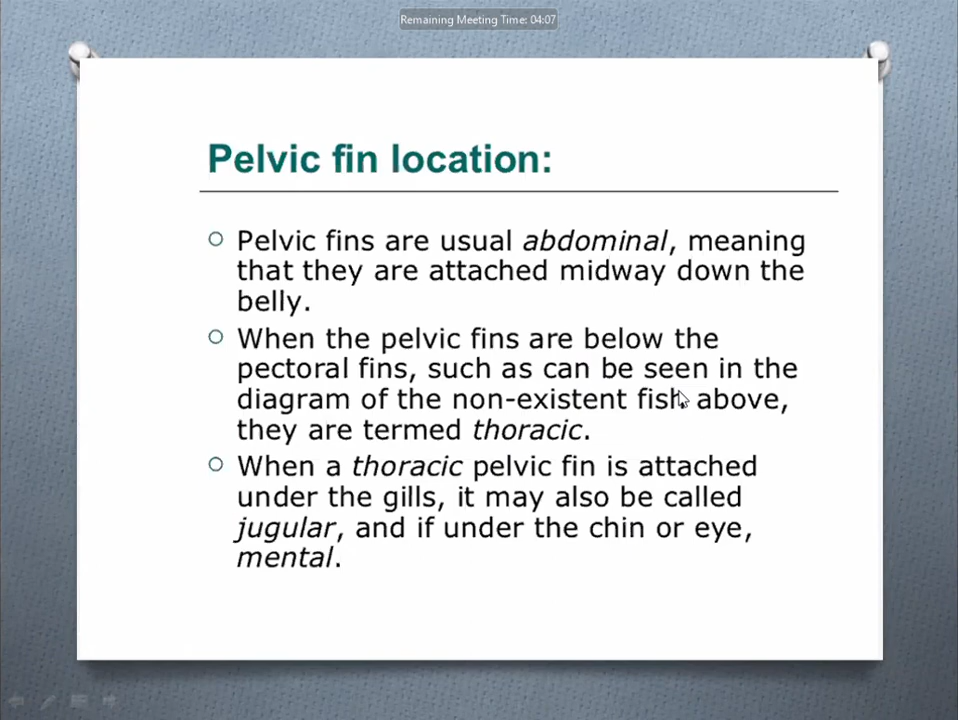 Remaining Meeting Time: 04:07
Pelvic fin location:
Pelvic fins are usual abdominal, meaning
that they are attached midway down the
belly.
When the pelvic fins are below the
pectoral fins, such as can be seen in the
diagram of the non-existent fish above,
they are termed thoracic.
When a thoracic pelvic fin is attached
under the gills, it may also be called
jugular, and if under the chin or eye,
mental.